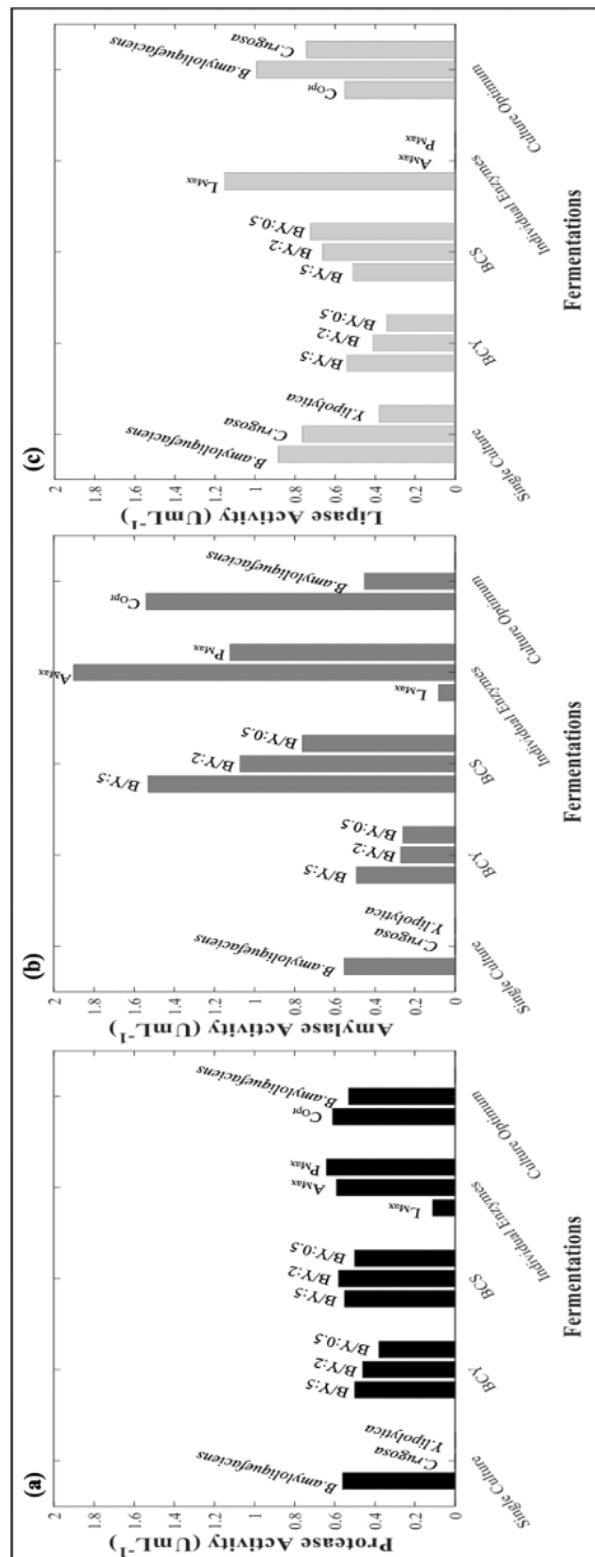 (a)
Protease Activity (UmL⁻¹)
2
1.8
1.6
1.4
1.2
1
0.8
0.6
0.4
0.2
0
B.amyloliquefaciens
C.rugosa
Y.lipolytica
B/Y:5
B/Y:2
B/Y:0.5
B/Y:5
B/Y:2
B/Y:0.5
LMax
AMax
PMax
COpt
B.amyloliquefaciens
Single Culture
BCY
BCS
Individual Enzymes
Culture Optimum
Fermentations
(b)
Amylase Activity (UmL⁻¹)
2
1.8
1.6
1.4
1.2
1
0.8
0.6
0.4
0.2
0
B.amyloliquefaciens
C.rugosa
Y.lipolytica
B/Y:5
B/Y:2
B/Y:0.5
B/Y:5
B/Y:2
B/Y:0.5
LMax
AMax
PMax
COpt
B.amyloliquefaciens
Single Culture
BCY
BCS
Individual Enzymes
Culture Optimum
Fermentations
(c)
Lipase Activity (UmL⁻¹)
2
1.8
1.6
1.4
1.2
1
0.8
0.6
0.4
0.2
0
B.amyloliquefaciens
C.rugosa
Y.lipolytica
B/Y:5
B/Y:2
B/Y:0.5
B/Y:5
B/Y:2
B/Y:0.5
LMax
AMax
PMax
COpt
B.amyloliquefaciens
C.rugosa
Single Culture
BCY
BCS
Individual Enzymes
Culture Optimum
Fermentations